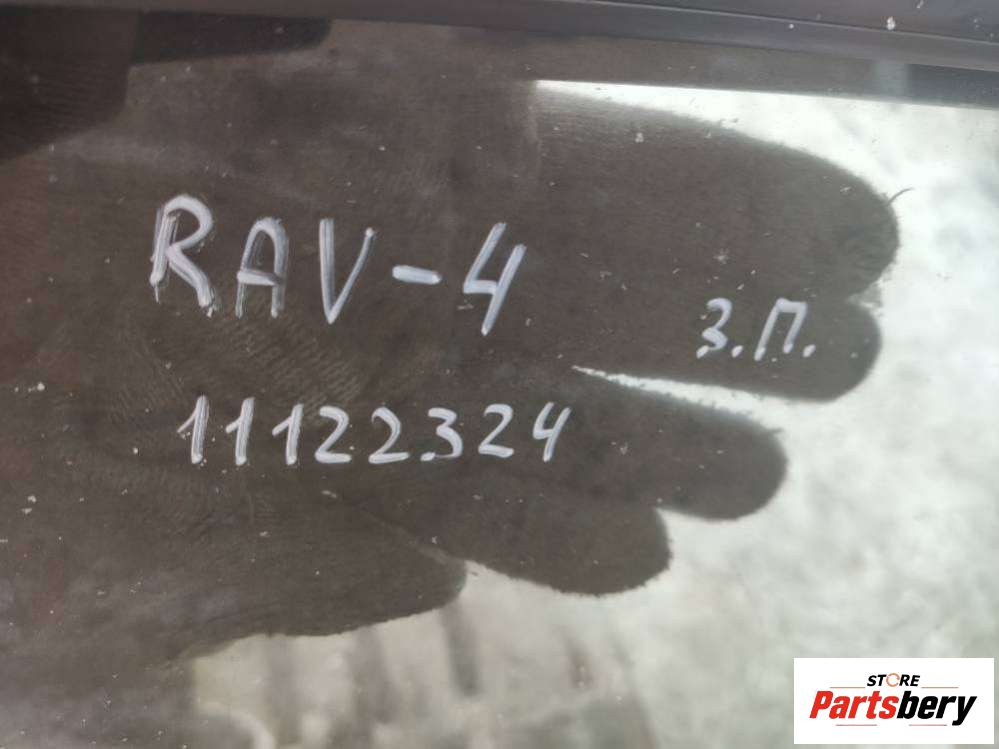 RAV-4
З.П.
11122324
STORE
Partsbery